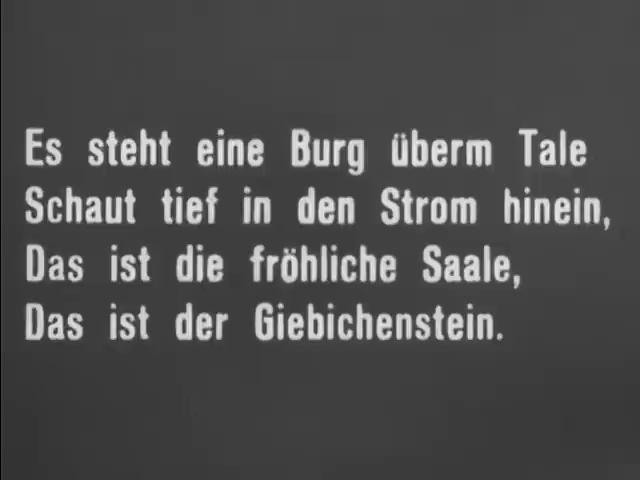 Es steht eine Burg überm Tale
Schaut tief in den Strom hinein,
Das ist die fröhliche Saale,
Das ist der Giebichenstein.